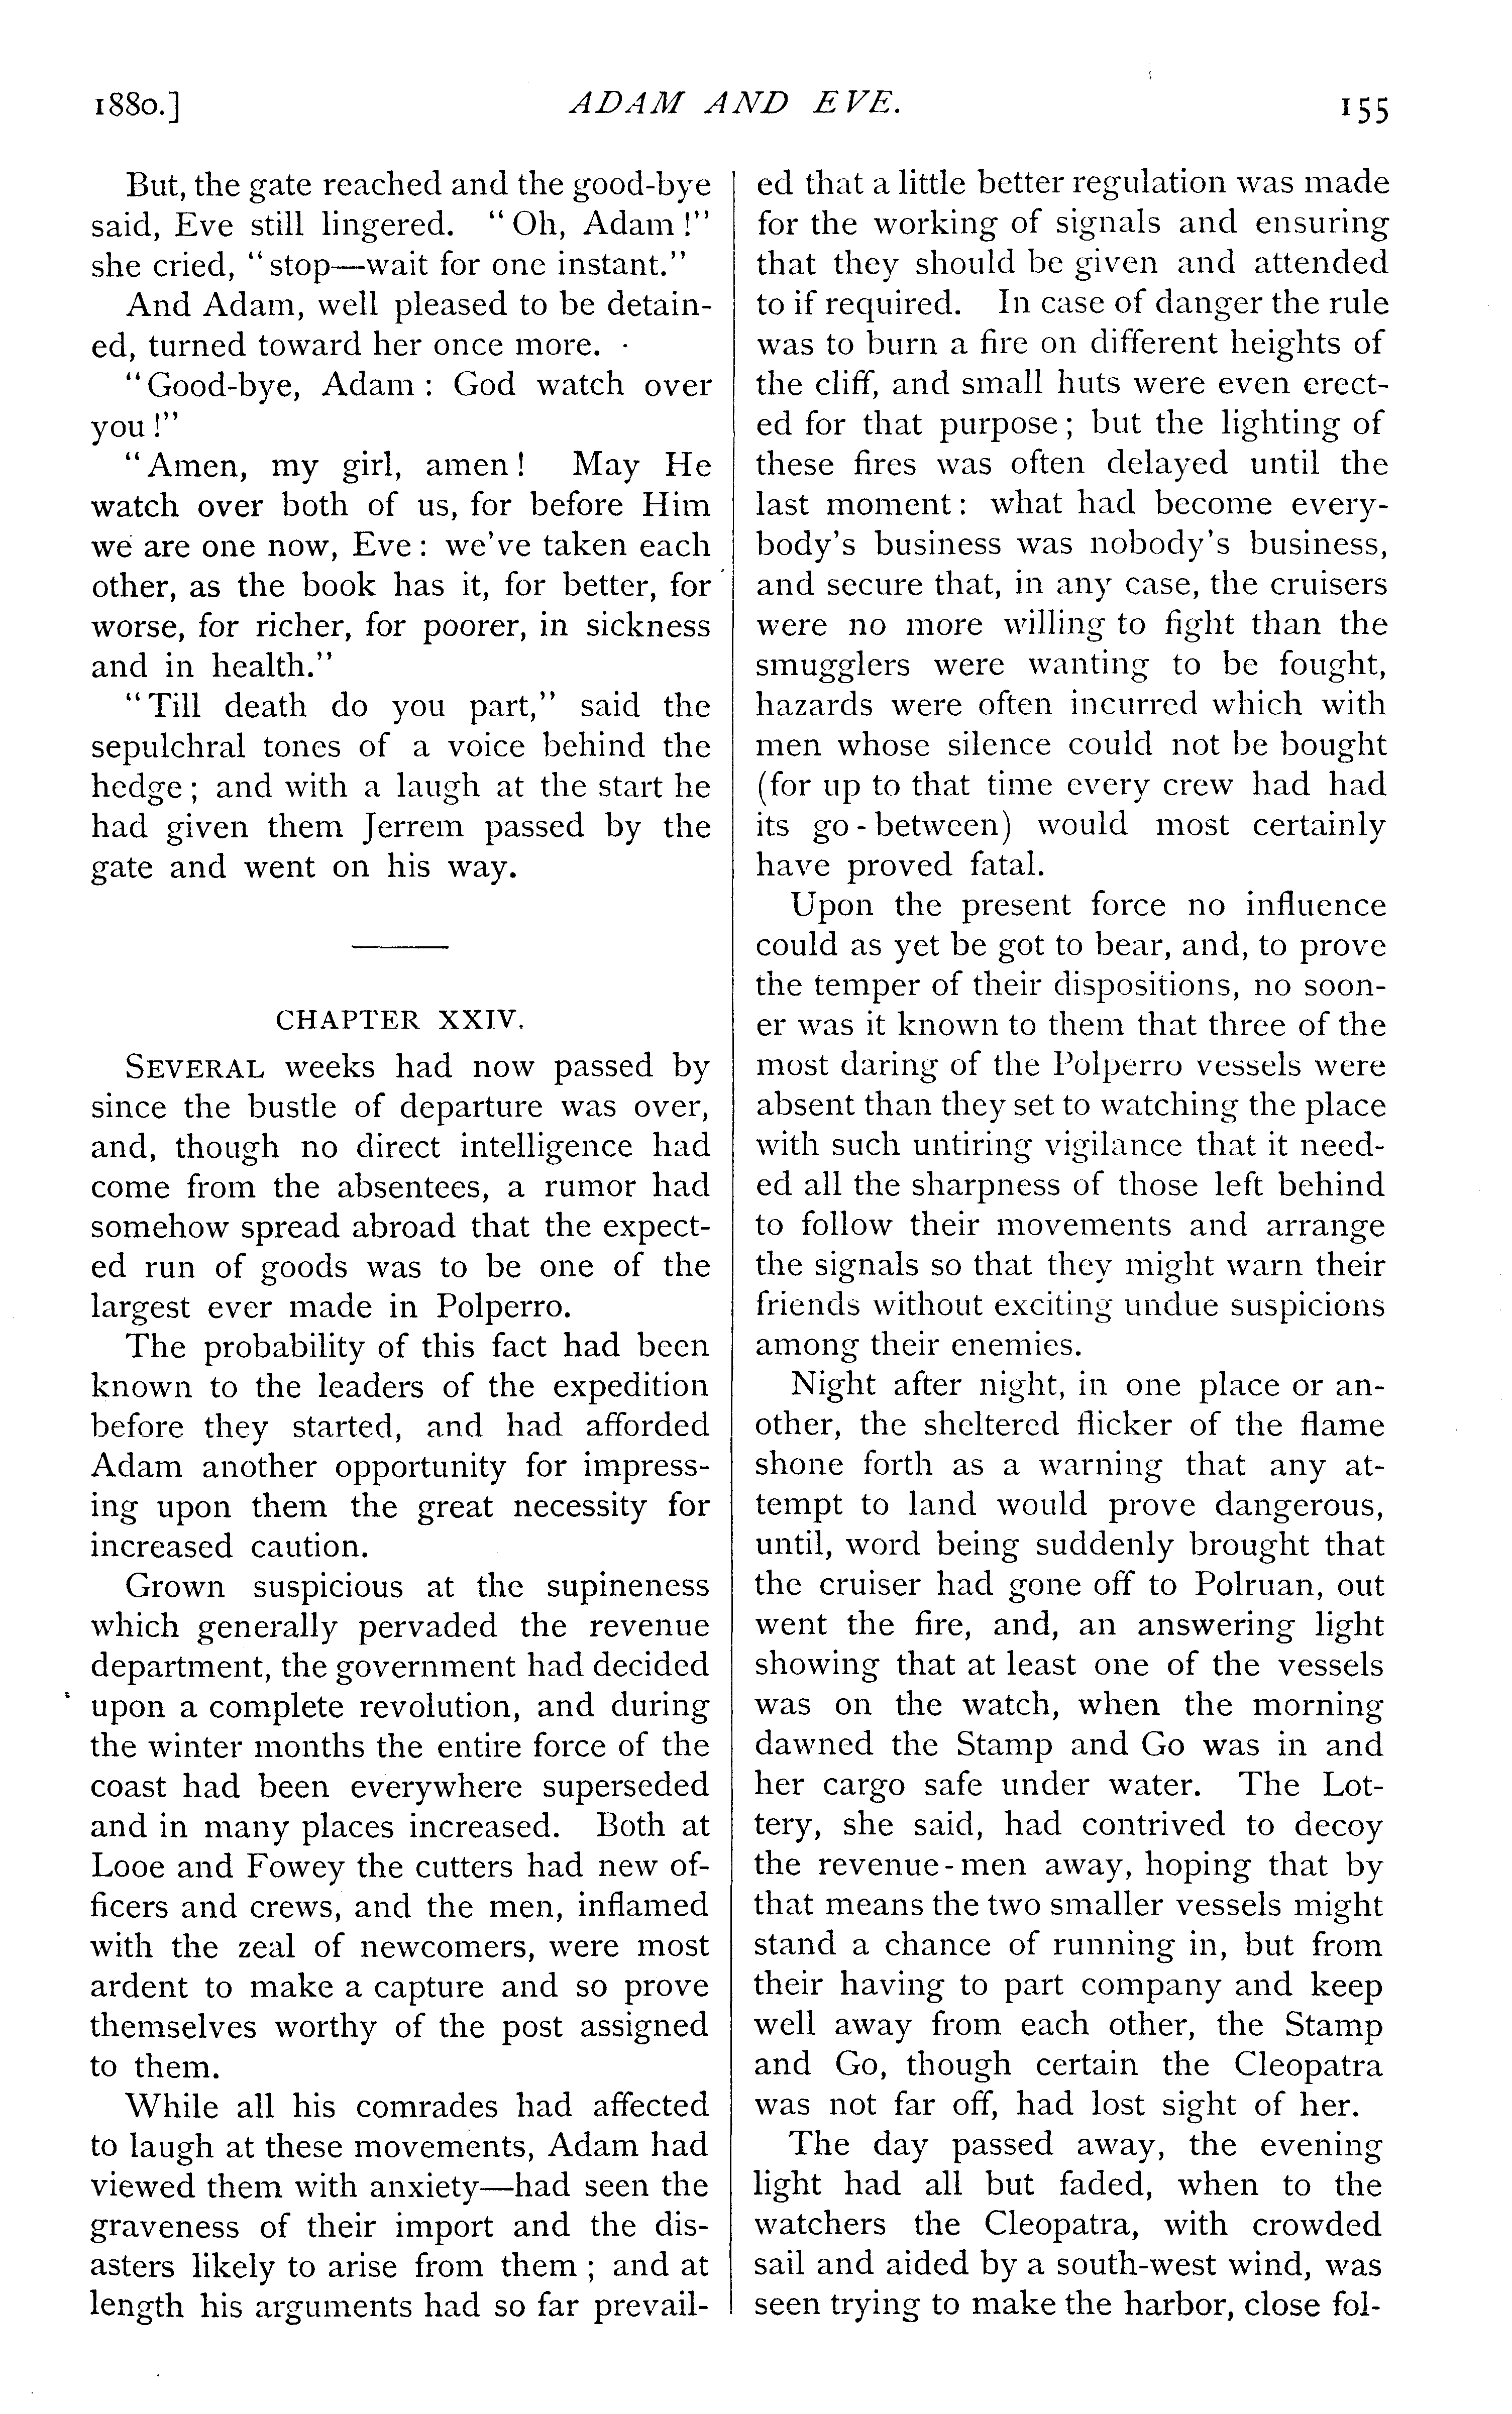 1880.]
ADAM AND EVE.
155
But, the gate reached and the good-bye
said, Eve still lingered. "Oh, Adam!"
she cried, "stop—wait for one instant."
And Adam, well pleased to be detain-
ed, turned toward her once more.
"Good-bye, Adam: God watch over
you!"
"Amen, my girl, amen! May He
watch over both of us, for before Him
we are one now, Eve: we've taken each
other, as the book has it, for better, for
worse, for richer, for poorer, in sickness
and in health."
"Till death do you part," said the
sepulchral tones of a voice behind the
hedge; and with a laugh at the start he
had given them Jerrem passed by the
gate and went on his way.
CHAPTER XXIV.
SEVERAL weeks had now passed by
since the bustle of departure was over,
and, though no direct intelligence had
come from the absentees, a rumor had
somehow spread abroad that the expect-
ed run of goods was to be one of the
largest ever made in Polperro.
The probability of this fact had been
known to the leaders of the expedition
before they started, and had afforded
Adam another opportunity for impress-
ing upon them the great necessity for
increased caution.
Grown suspicious at the supineness
which generally pervaded the revenue
department, the government had decided
upon a complete revolution, and during
the winter months the entire force of the
coast had been everywhere superseded
and in many places increased. Both at
Looe and Fowey the cutters had new of-
ficers and crews, and the men, inflamed
with the zeal of newcomers, were most
ardent to make a capture and so prove
themselves worthy of the post assigned
to them.
While all his comrades had affected
to laugh at these movements, Adam had
viewed them with anxiety—had seen the
graveness of their import and the dis-
asters likely to arise from them; and at
length his arguments had so far prevail-
ed that a little better regulation was made
for the working of signals and ensuring
that they should be given and attended
to if required. In case of danger the rule
was to burn a fire on different heights of
the cliff, and small huts were even erect-
ed for that purpose; but the lighting of
these fires was often delayed until the
last moment: what had become every-
body's business was nobody's business,
and secure that, in any case, the cruisers
were no more willing to fight than the
smugglers were wanting to be fought,
hazards were often incurred which with
men whose silence could not be bought
(for up to that time every crew had had
its go-between) would most certainly
have proved fatal.
Upon the present force no influence
could as yet be got to bear, and, to prove
the temper of their dispositions, no soon-
er was it known to them that three of the
most daring of the Polperro vessels were
absent than they set to watching the place
with such untiring vigilance that it need-
ed all the sharpness of those left behind
to follow their movements and arrange
the signals so that they might warn their
friends without exciting undue suspicions
among their enemies.
Night after night, in one place or an-
other, the sheltered flicker of the flame
shone forth as a warning that any at-
tempt to land would prove dangerous,
until, word being suddenly brought that
the cruiser had gone off to Polruan, out
went the fire, and, an answering light
showing that at least one of the vessels
was on the watch, when the morning
dawned the Stamp and Go was in and
her cargo safe under water. The Lot-
tery, she said, had contrived to decoy
the revenue-men away, hoping that by
that means the two smaller vessels might
stand a chance of running in, but from
their having to part company and keep
well away from each other, the Stamp
and Go, though certain the Cleopatra
was not far off, had lost sight of her.
The day passed away, the evening
light had all but faded, when to the
watchers the Cleopatra, with crowded
sail and aided by a south-west wind, was
seen trying to make the harbor, close fol-